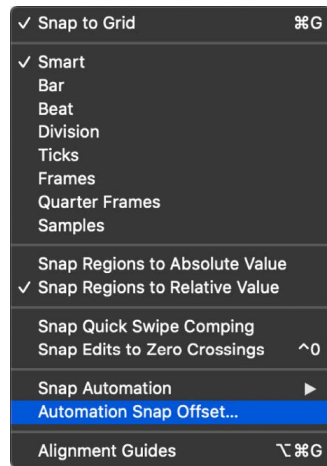 ✓ Snap to Grid ⌘G
✓ Smart
Bar
Beat
Division
Ticks
Frames
Quarter Frames
Samples
Snap Regions to Absolute Value
✓ Snap Regions to Relative Value
Snap Quick Swipe Comping
Snap Edits to Zero Crossings ^0
Snap Automation ▶
Automation Snap Offset...
Alignment Guides ⌥⌘G